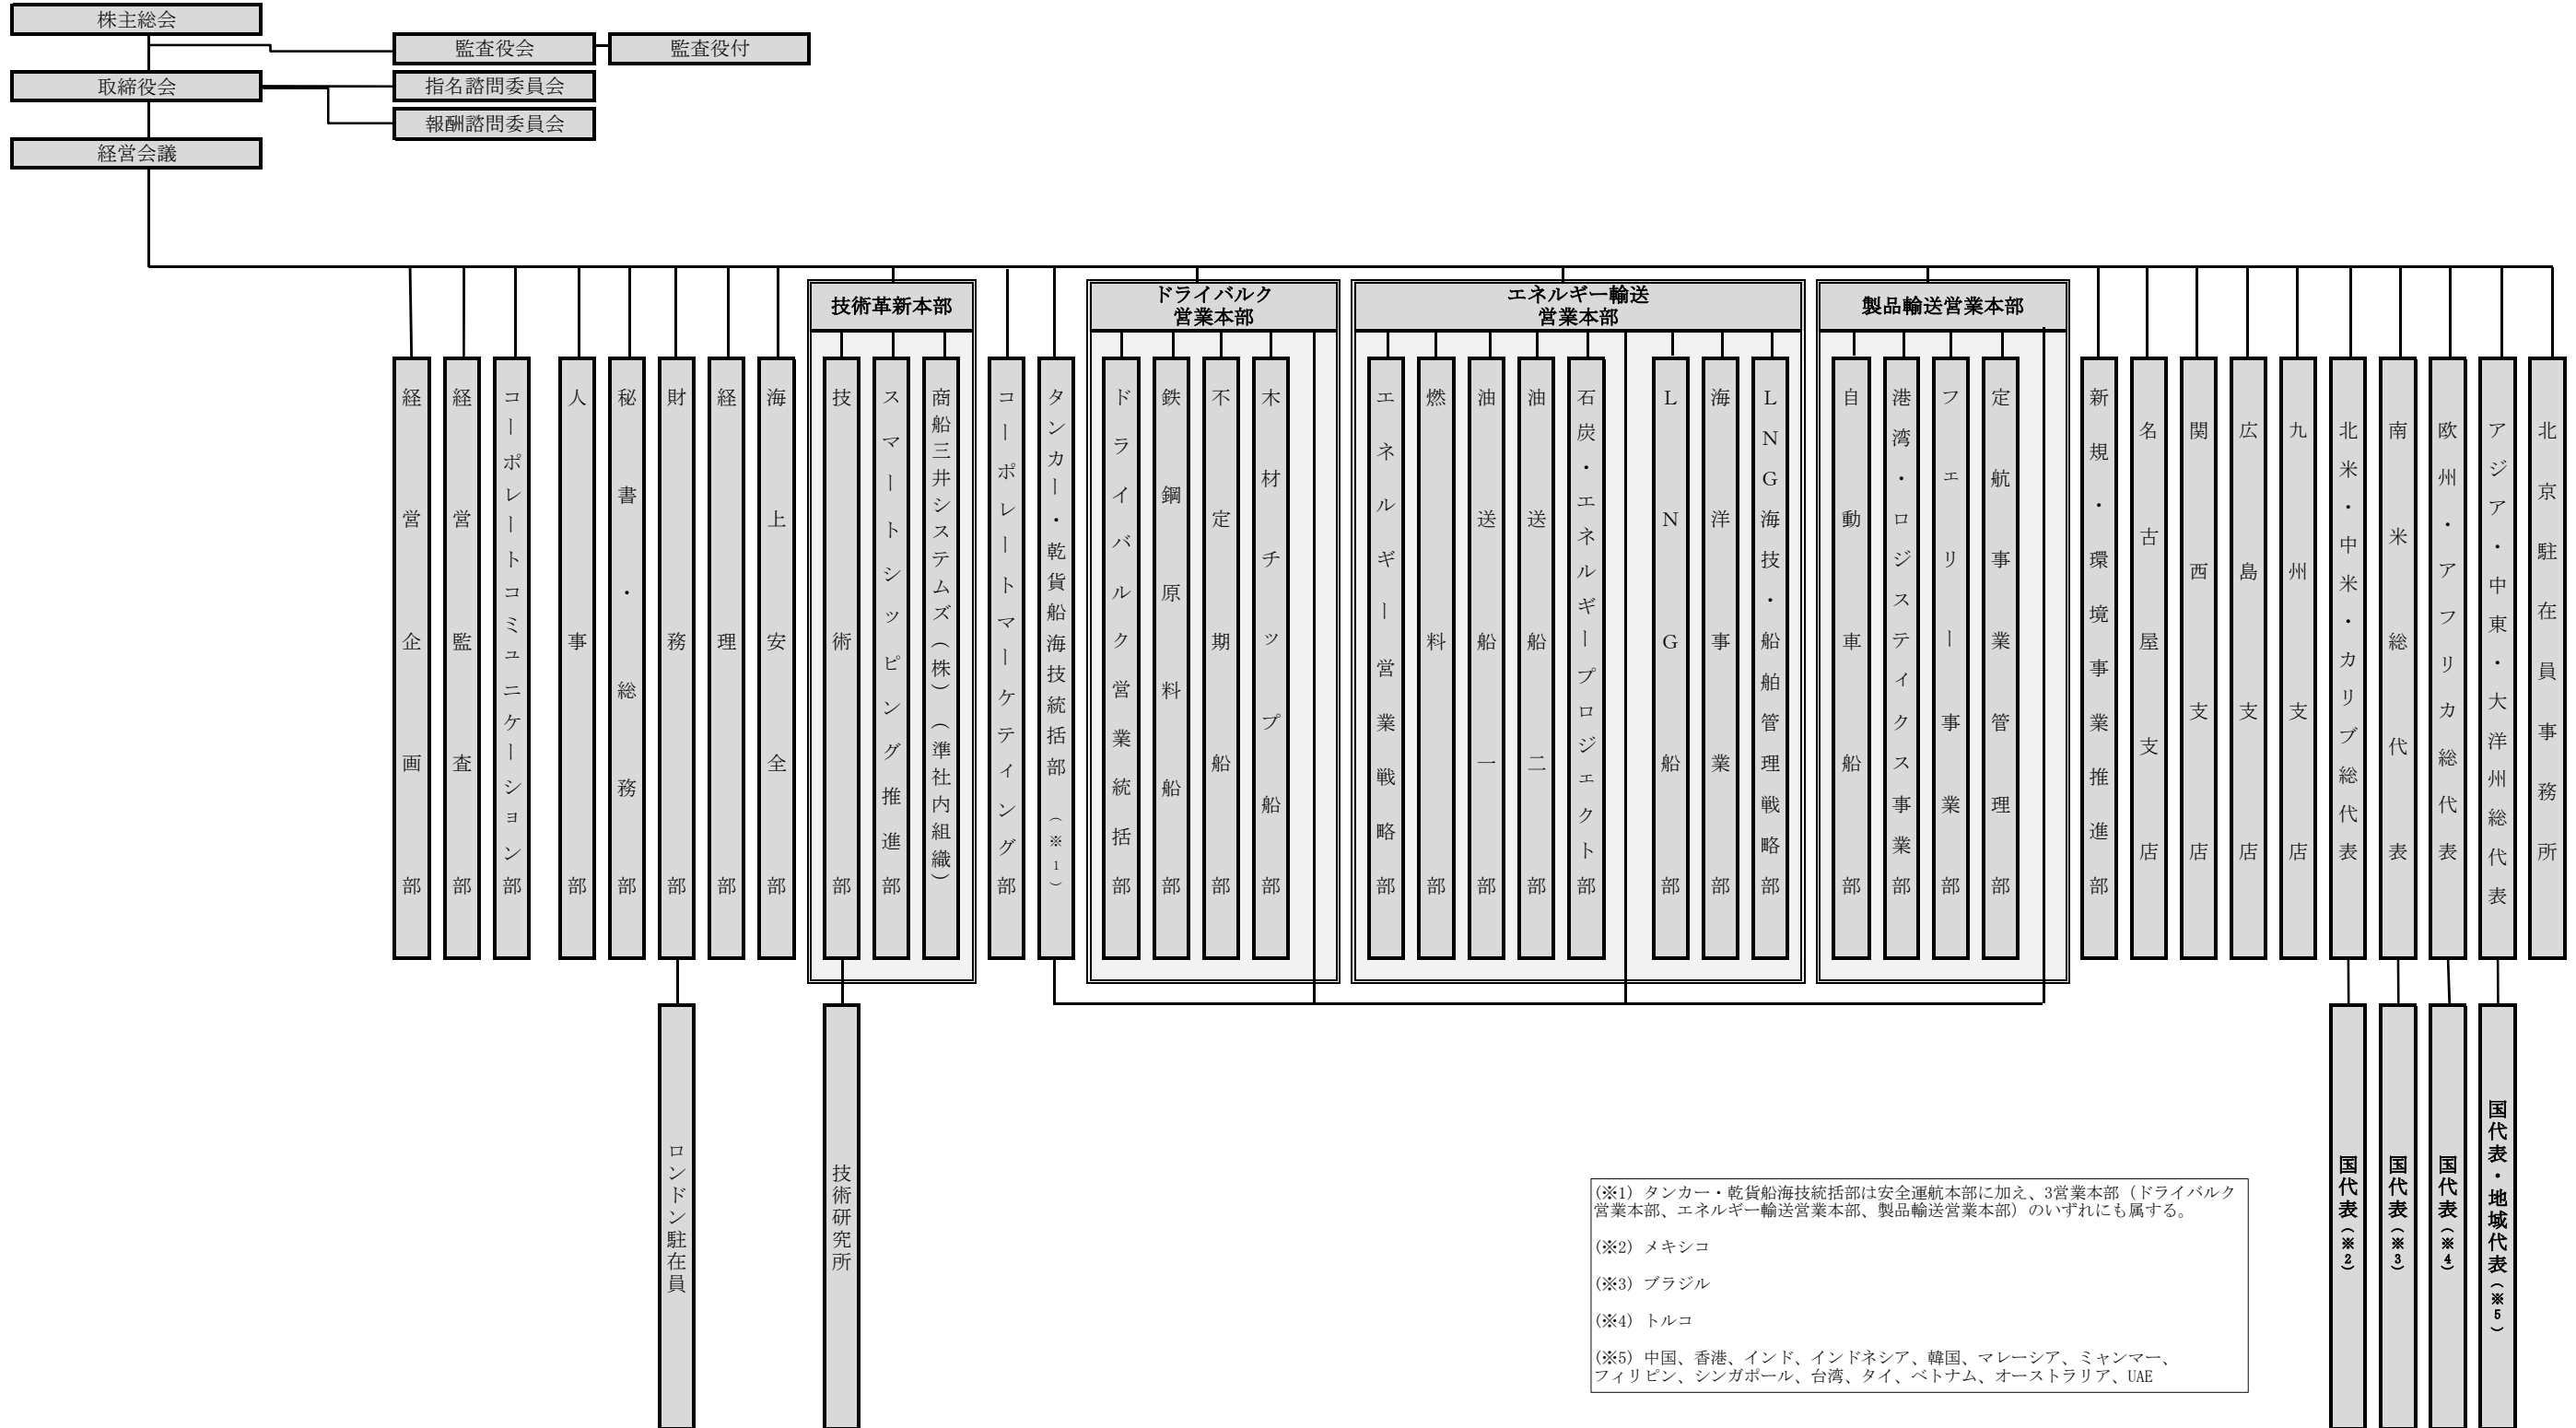 株主総会
監査役会
監査役付
取締役会
指名諮問委員会
報酬諮問委員会
経営会議
技術革新本部
ドライバルク
営業本部
エネルギー輸送
営業本部
製品輸送営業本部
経営企画部
経営監査部
コーポレートコミュニケーション部
人事部
秘書・総務部
財務部
経理部
海上安全部
技術部
スマートシッピング推進部
商船三井システムズ（株）（準社内組織）
コーポレートマーケティング部
タンカー・乾貨船海技統括部（※1）
ドライバルク営業統括部
鉄鋼原料船部
不定期船部
木材チップ船部
エネルギー営業戦略部
燃料部
油送船一部
油送船二部
石炭・エネルギープロジェクト部
LNG船部
海洋事業部
LNG海技・船舶管理戦略部
自動車船部
港湾・ロジスティクス事業部
フェリー事業部
定航事業管理部
新規・環境事業推進部
名古屋支店
関西支店
広島支店
九州支店
北米・中米・カリブ総代表
南米総代表
欧州・アフリカ総代表
アジア・中東・大洋州総代表
北京駐在員事務所
ロンドン駐在員
技術研究所
国代表（※2）
国代表（※3）
国代表（※4）
国代表・地域代表（※5）
(※1) タンカー・乾貨船海技統括部は安全運航本部に加え、3営業本部（ドライバルク
営業本部、エネルギー輸送営業本部、製品輸送営業本部）のいずれにも属する。
(※2) メキシコ
(※3) ブラジル
(※4) トルコ
(※5) 中国、香港、インド、インドネシア、韓国、マレーシア、ミャンマー、
フィリピン、シンガポール、台湾、タイ、ベトナム、オーストラリア、UAE